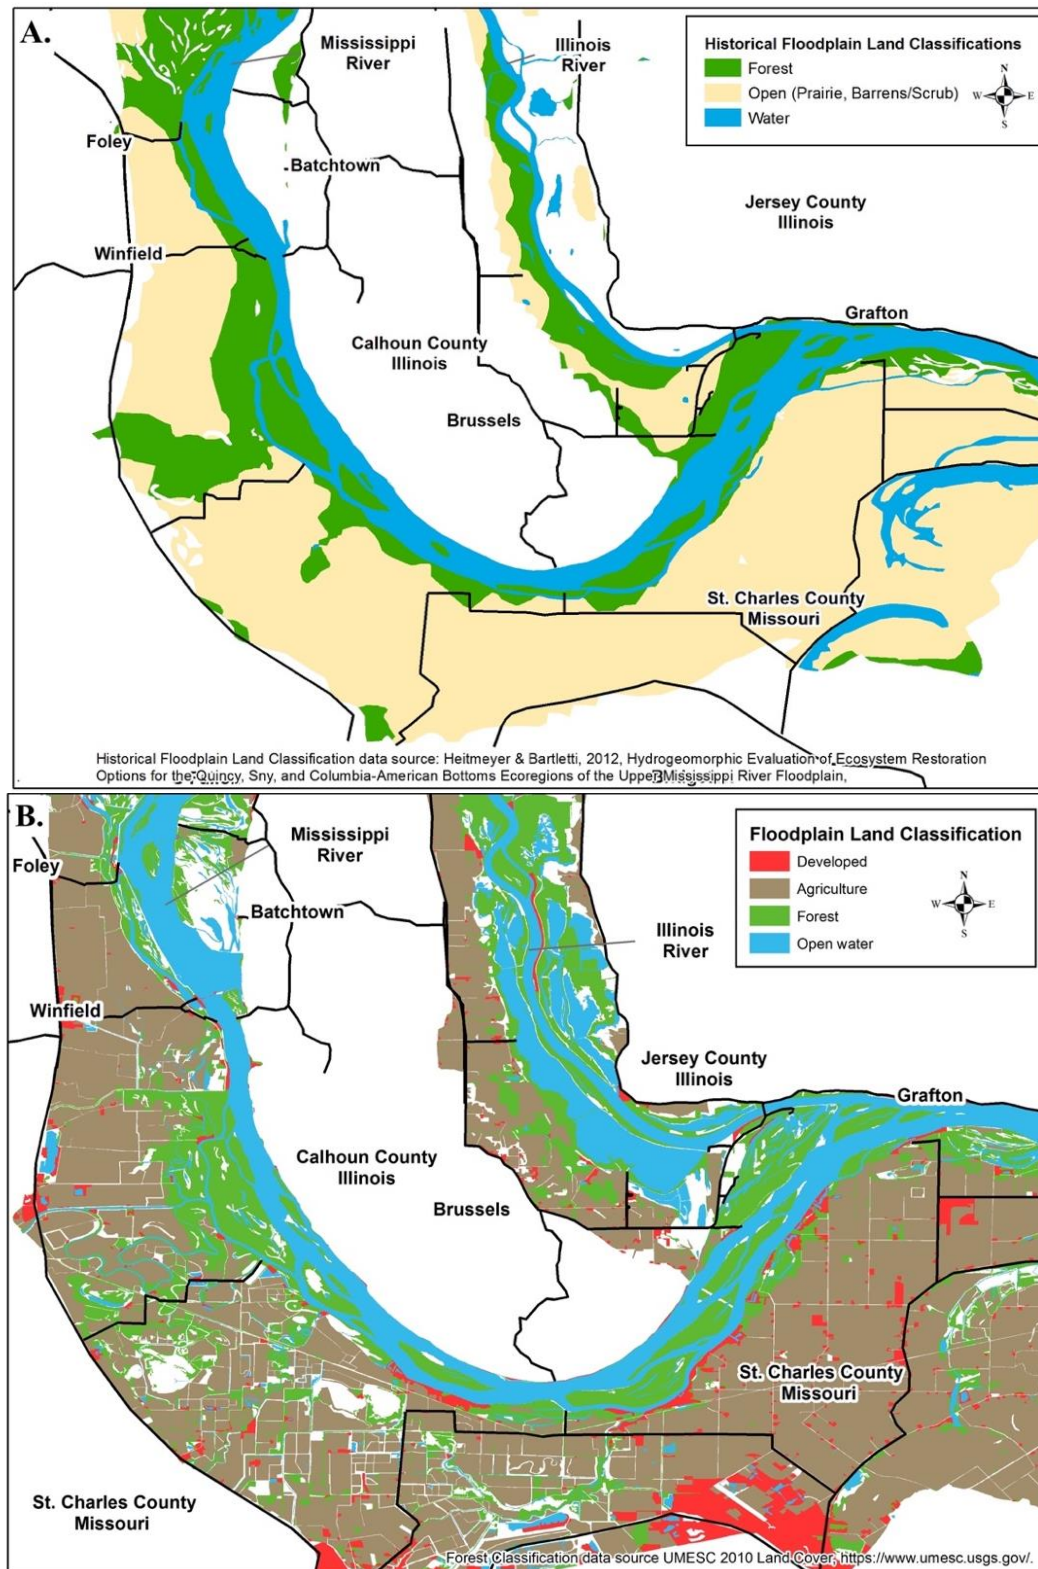 A.
Mississippi
River
Illinois
River
Historical Floodplain Land Classifications
Forest
Open (Prairie, Barrens/Scrub)
Water
N
W E
S
Foley
Batchtown
Jersey County
Illinois
Winfield
Grafton
Calhoun County
Illinois
Brussels
St. Charles County
Missouri
Historical Floodplain Land Classification data source: Heitmeyer & Bartletti, 2012, Hydrogeomorphic Evaluation of Ecosystem Restoration
Options for the Quincy, Sny, and Columbia-American Bottoms Ecoregions of the Upper Mississippi River Floodplain,
B.
Mississippi
River
Floodplain Land Classification
Developed
Agriculture
Forest
Open water
N
W E
S
Foley
Batchtown
Illinois
River
Winfield
Jersey County
Illinois
Grafton
Calhoun County
Illinois
Brussels
St. Charles County
Missouri
St. Charles County
Missouri
Forest Classification data source UMESC 2010 Land Cover, https://www.umesc.usgs.gov/.